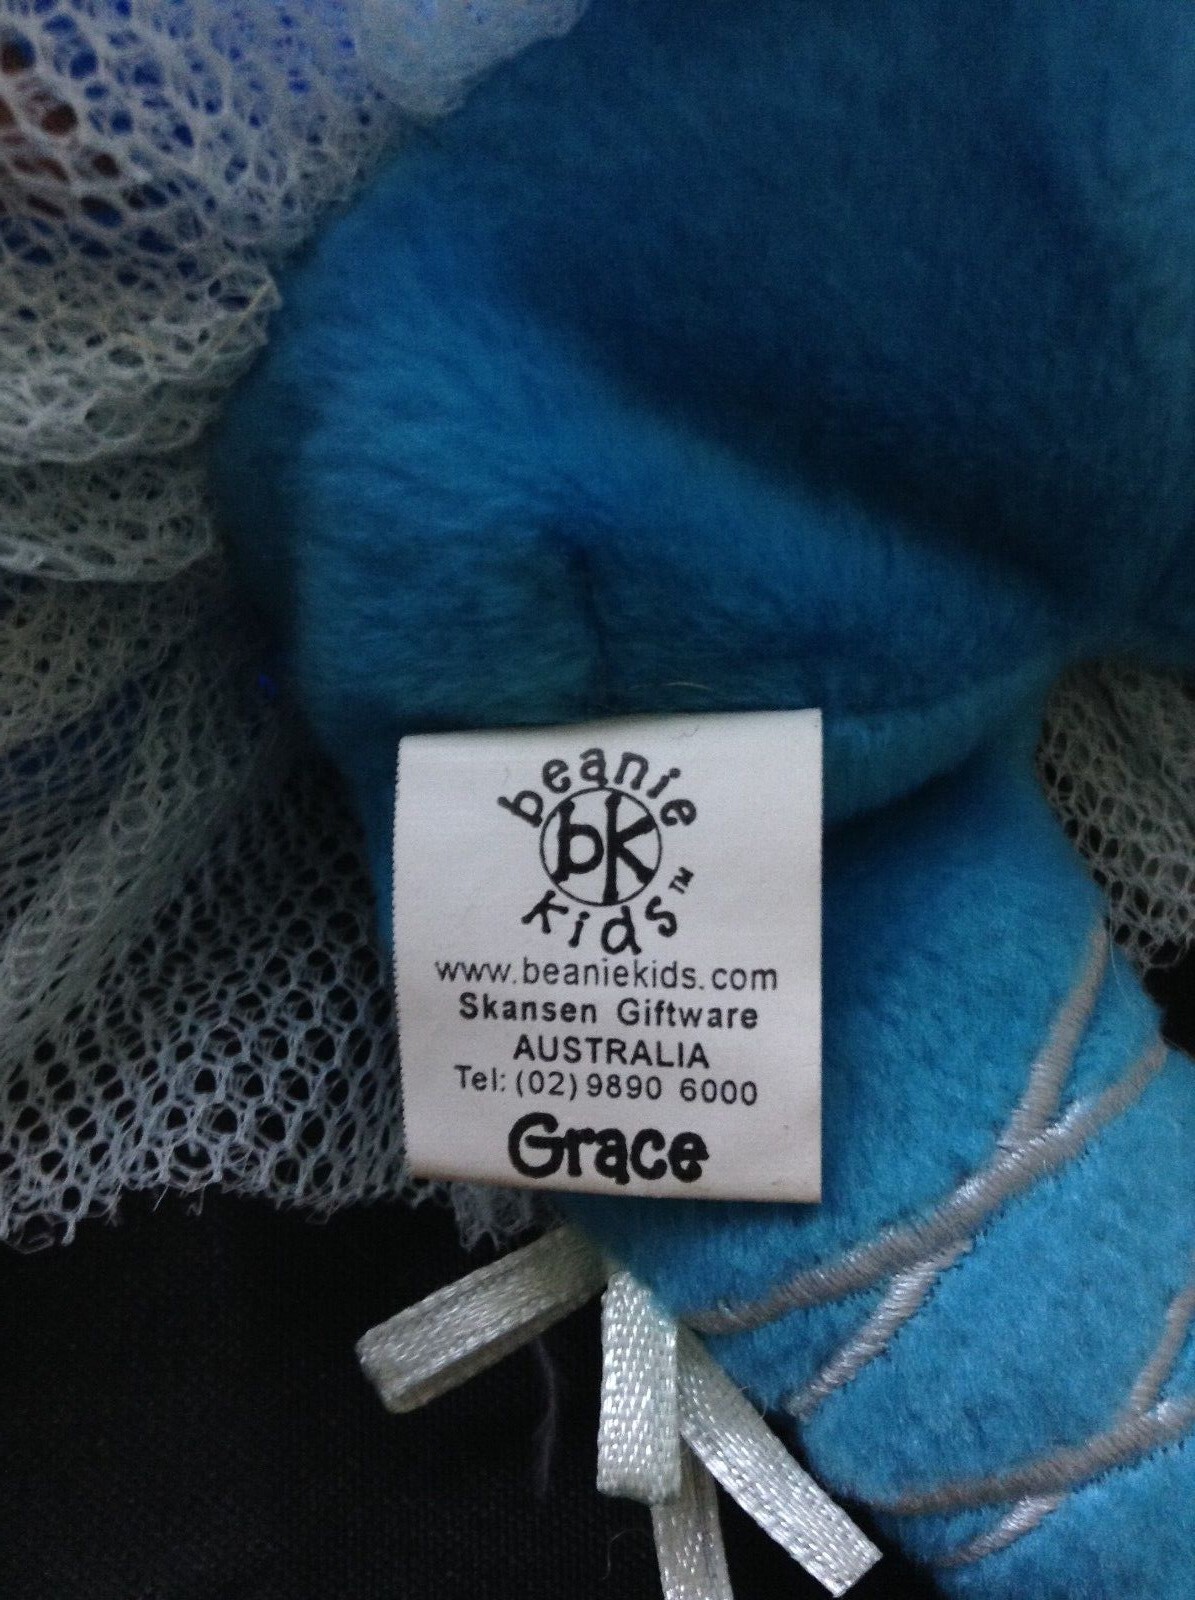 beanie
bk
kids™
www.beaniekids.com
Skansen Giftware
AUSTRALIA
Tel: (02) 9890 6000
Grace